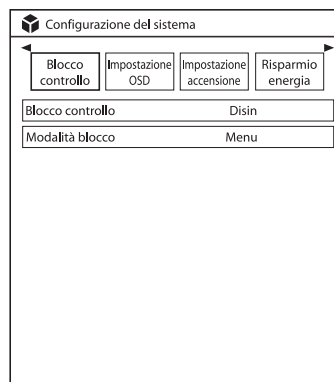 Configurazione del sistema
Blocco controllo
Impostazione OSD
Impostazione accensione
Risparmio energia
Blocco controllo Disin
Modalità blocco Menu